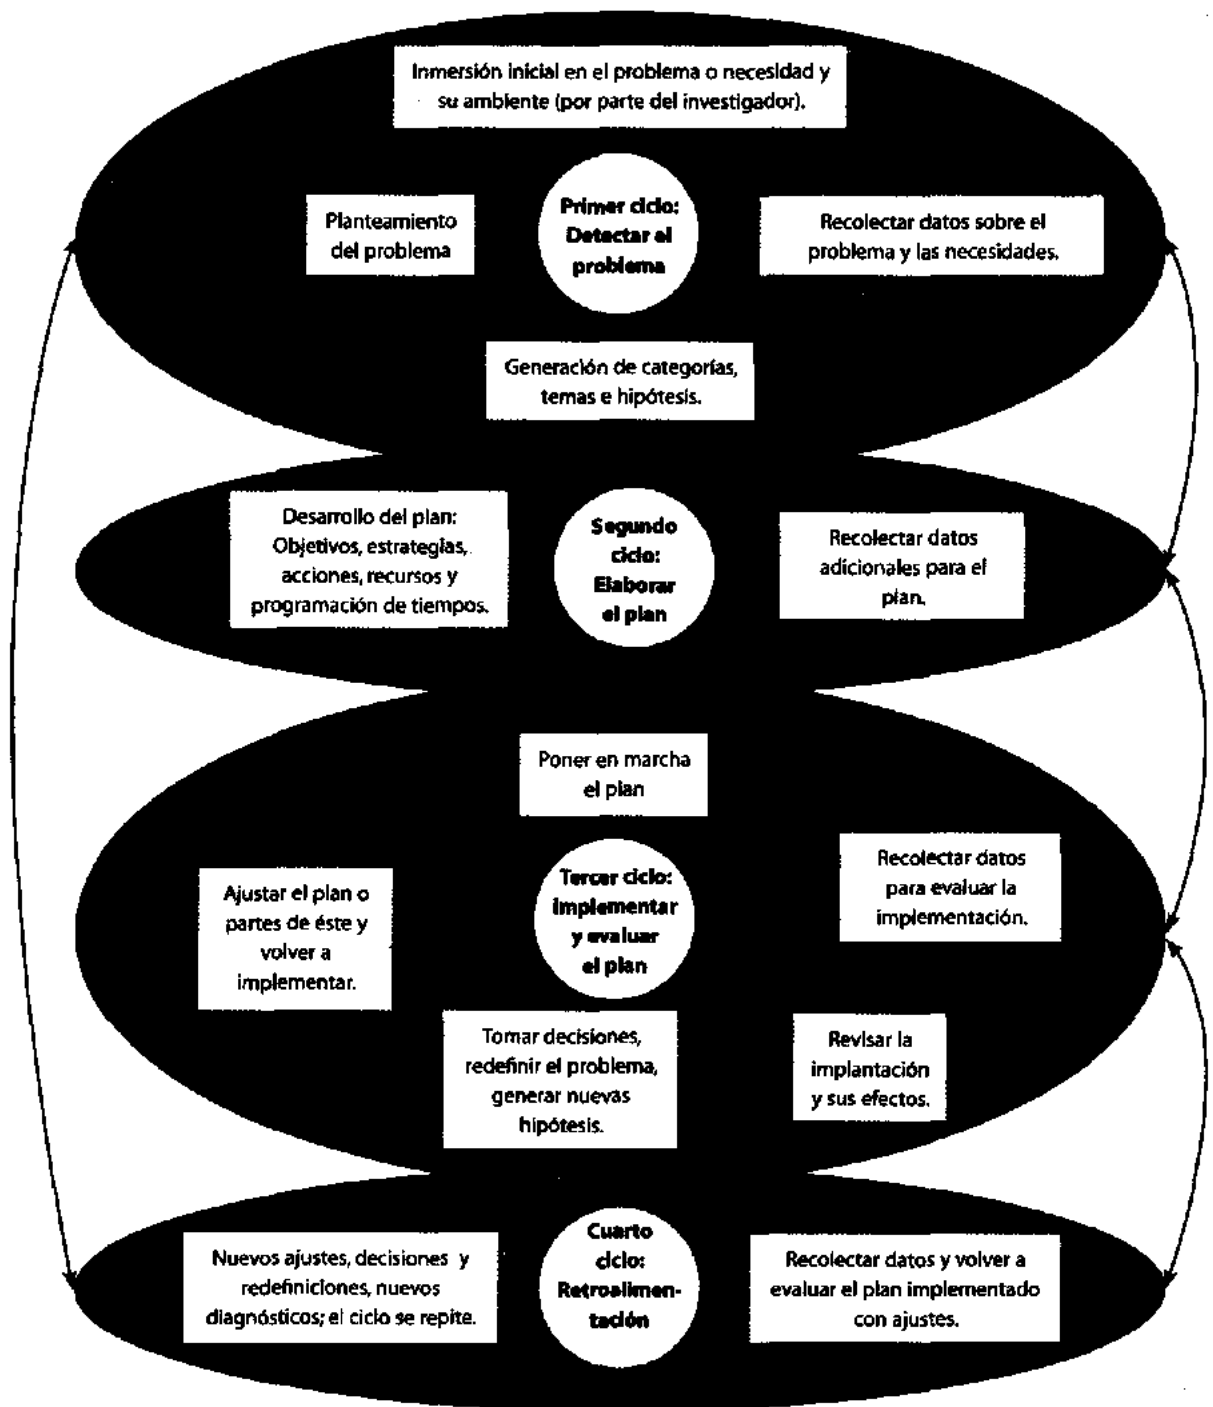 Inmersión inicial en el problema o necesidad y
su ambiente (por parte del investigador).
Planteamiento
del problema
Primer ciclo:
Detectar el
problema
Recolectar datos sobre el
problema y las necesidades.
Generación de categorías,
temas e hipótesis.
Desarrollo del plan:
Objetivos, estrategias,
acciones, recursos y
programación de tiempos.
Segundo
ciclo:
Elaborar
el plan
Recolectar datos
adicionales para el
plan.
Poner en marcha
el plan
Ajustar el plan o
partes de éste y
volver a
implementar.
Tercer ciclo:
Implementar
y evaluar
el plan
Recolectar datos
para evaluar la
implementación.
Tomar decisiones,
redefinir el problema,
generar nuevas
hipótesis.
Revisar la
implantación
y sus efectos.
Nuevos ajustes, decisiones y
redefiniciones, nuevos
diagnósticos; el ciclo se repite.
Cuarto
ciclo:
Retroalimen-
tación
Recolectar datos y volver a
evaluar el plan implementado
con ajustes.